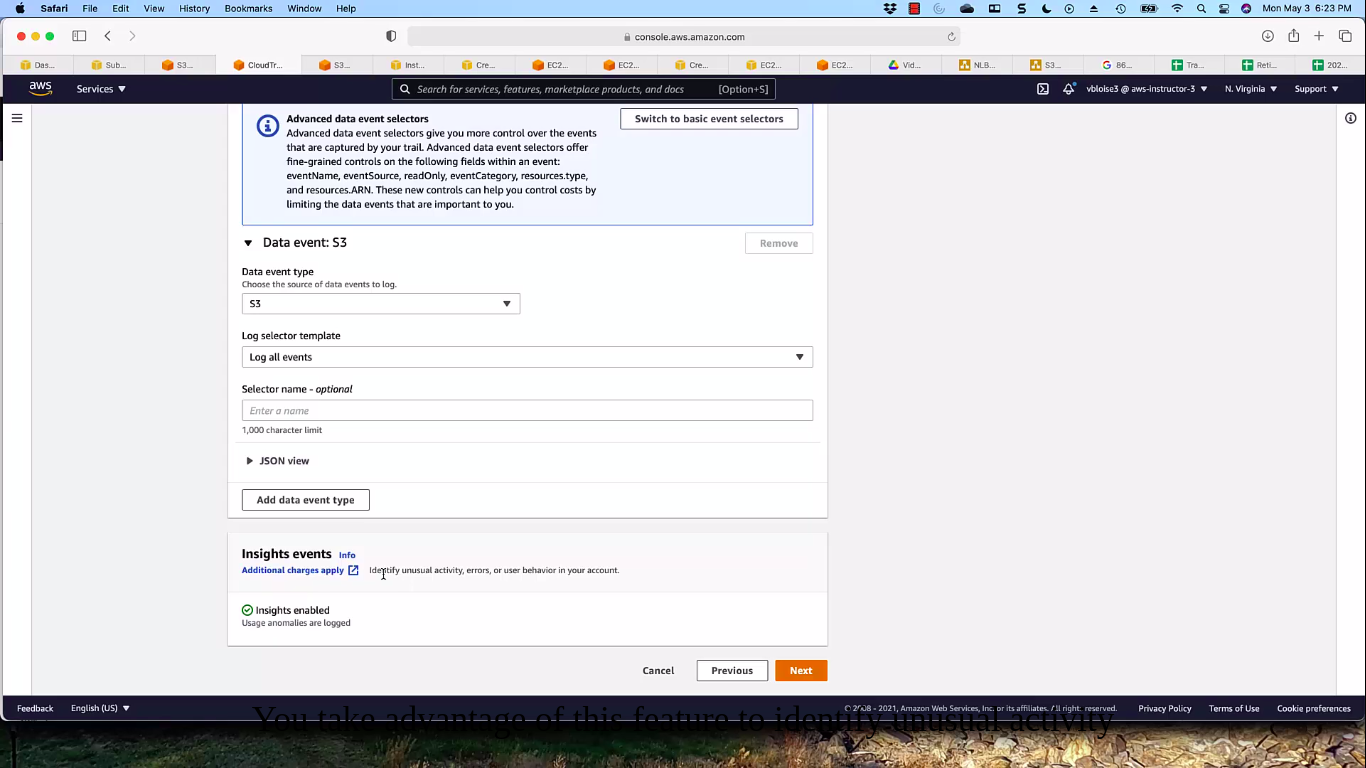 Safari File Edit View History Bookmarks Window Help Mon May 3 6:23 PM
console.aws.amazon.com
Das... Sub... S3... CloudTr... S3... Inst... Cre... EC2... EC2... Cre... EC2... EC2... Vid... NLB... S3... 86... Tra... Reti... 202...
aws Services Search for services, features, marketplace products, and docs [Option+S] vbloise3 @ aws-instructor-3 N. Virginia Support
Advanced data event selectors Switch to basic event selectors
Advanced data event selectors give you more control over the events
that are captured by your trail. Advanced data event selectors offer
fine-grained controls on the following fields within an event:
eventName, eventSource, readOnly, eventCategory, resources.type,
and resources.ARN. These new controls can help you control costs by
limiting the data events that are important to you.
Data event: S3 Remove
Data event type
Choose the source of data events to log.
S3
Log selector template
Log all events
Selector name - optional
Enter a name
1,000 character limit
JSON view
Add data event type
Insights events Info
Additional charges apply Identify unusual activity, errors, or user behavior in your account.
Insights enabled
Usage anomalies are logged
Cancel Previous Next
Feedback English (US) © 2008 - 2021, Amazon Web Services, Inc. or its affiliates. All rights reserved. Privacy Policy Terms of Use Cookie preferences
You take advantage of this feature to identify unusual activity